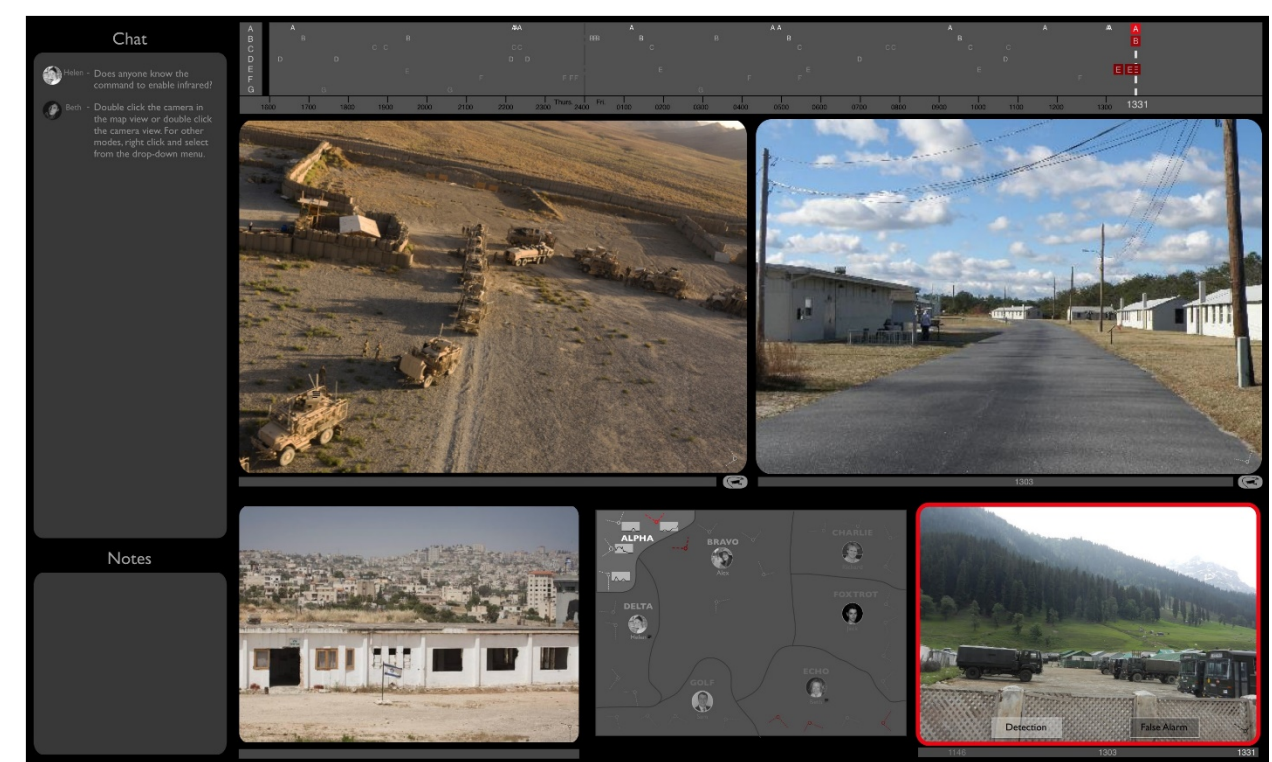 Chat
Helen - Does anyone know the
command to enable infrared?
Beth - Double click the camera in
the map view or double click
the camera view. For other
modes, right click and select
from the drop-down menu.
Notes
A
B
C
D
E
F
G
A A A A A A A
B B B B B B
C C C C C C C C
D D D D D
E E E E E E
F F F F F
G G G
1600 1700 1800 1900 2000 2100 2200 2300 Thurs. 2400 Fri. 0100 0200 0300 0400 0500 0600 0700 0800 0900 1000 1100 1200 1300 1331
1303
ALPHA
BRAVO
Alex
CHARLIE
DELTA
Helen
FOXTROT
ECHO
GOLF
Detection
False Alarm
1146 1303 1331